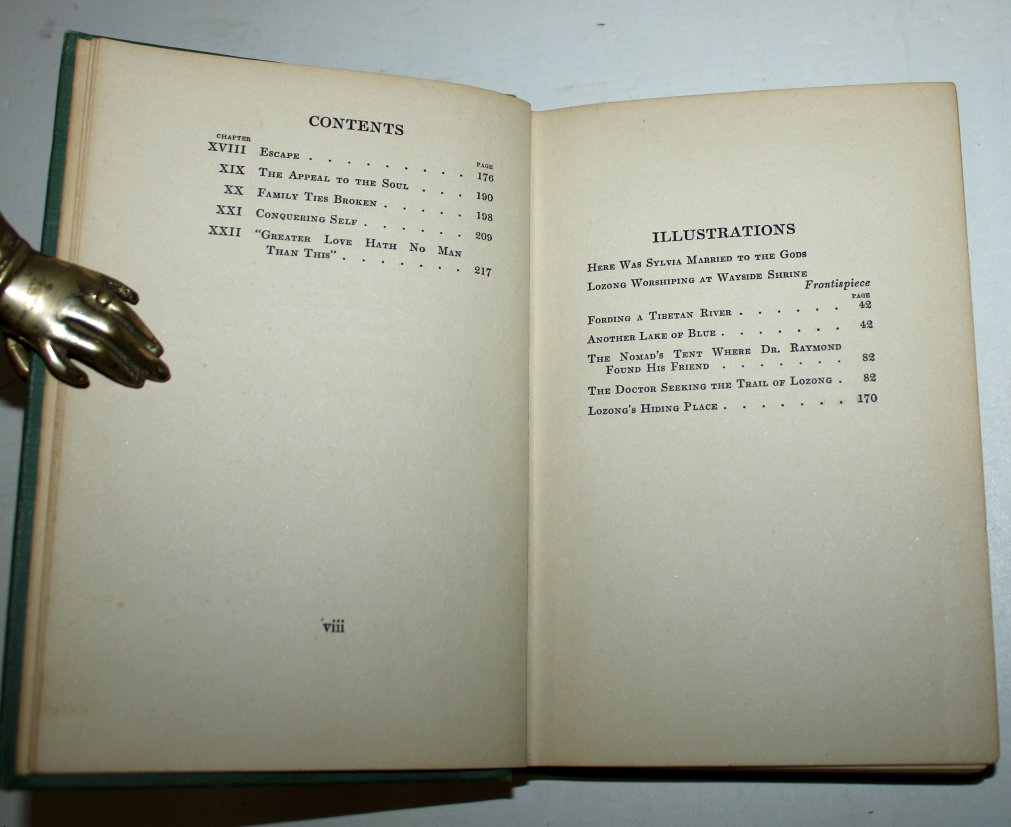 CONTENTS
CHAPTER PAGE
XVIII Escape . . . . . . . . . 176
XIX The Appeal to the Soul . . . 190
XX Family Ties Broken . . . . . 198
XXI Conquering Self . . . . . . 209
XXII "Greater Love Hath No Man
Than This" . . . . . . . 217
viii
ILLUSTRATIONS
Here Was Sylvia Married to the Gods
Lozong Worshiping at Wayside Shrine
Frontispiece
PAGE
Fording a Tibetan River . . . . . . 42
Another Lake of Blue . . . . . . . 42
The Nomad's Tent Where Dr. Raymond
Found His Friend . . . . . . . 82
The Doctor Seeking the Trail of Lozong . 82
Lozong's Hiding Place . . . . . . . 170